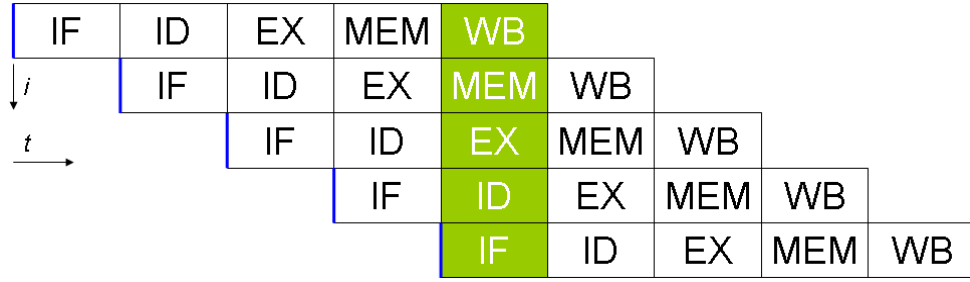 IF ID EX MEM WB
i IF ID EX MEM WB
t IF ID EX MEM WB
IF ID EX MEM WB
IF ID EX MEM WB